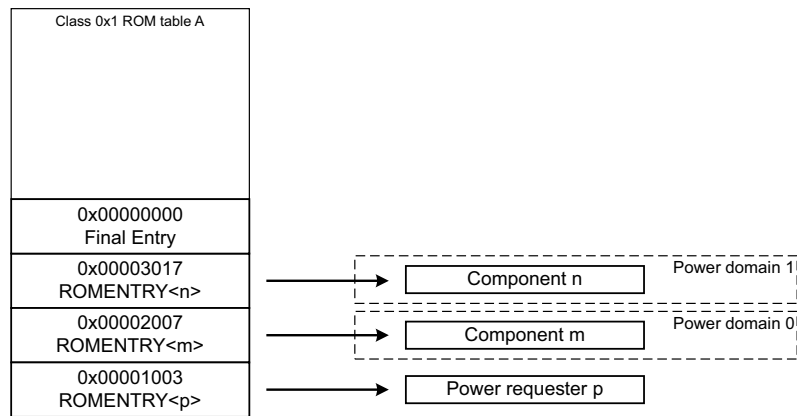 Class 0x1 ROM table A
0x00000000
Final Entry
0x00003017
ROMENTRY<n>
Component n
Power domain 1
0x00002007
ROMENTRY<m>
Component m
Power domain 0
0x00001003
ROMENTRY<p>
Power requester p